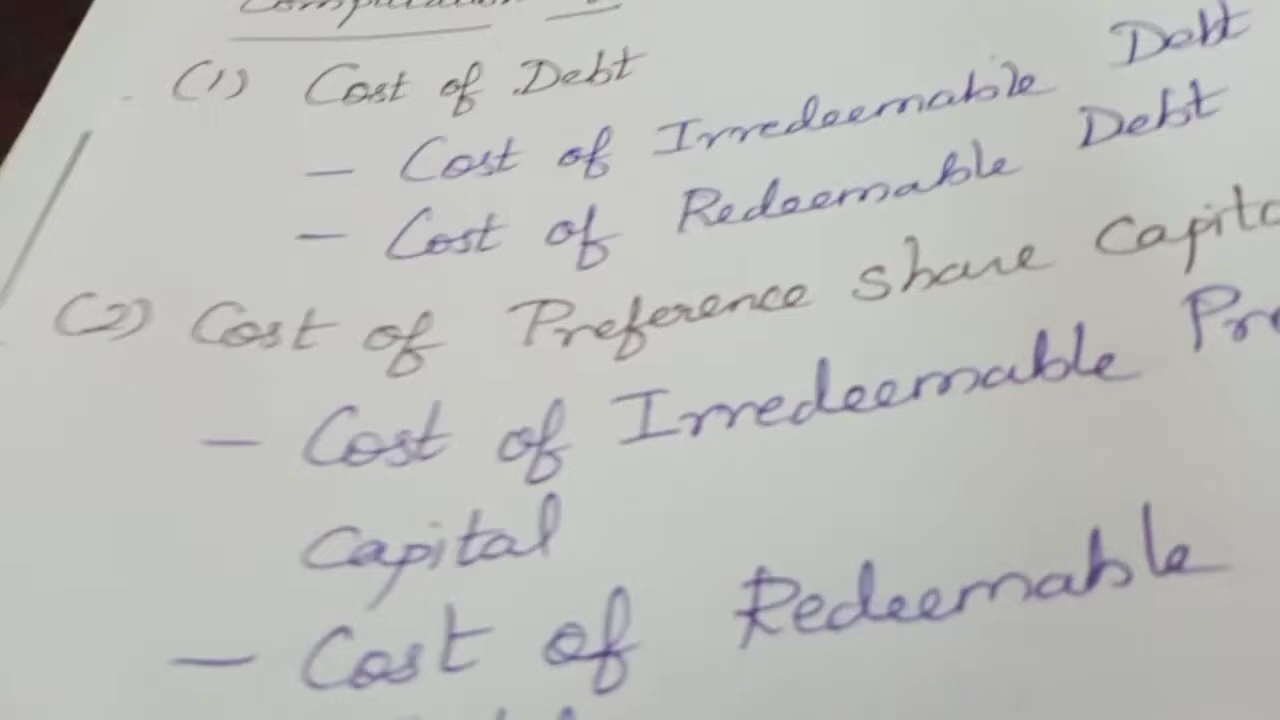 (1) Cost of Debt
— Cost of Irredeemable Debt
— Cost of Redeemable Debt
(2) Cost of Preference share Capita
— Cost of Irredeemable Pr
Capital
— Cost of Redeemable